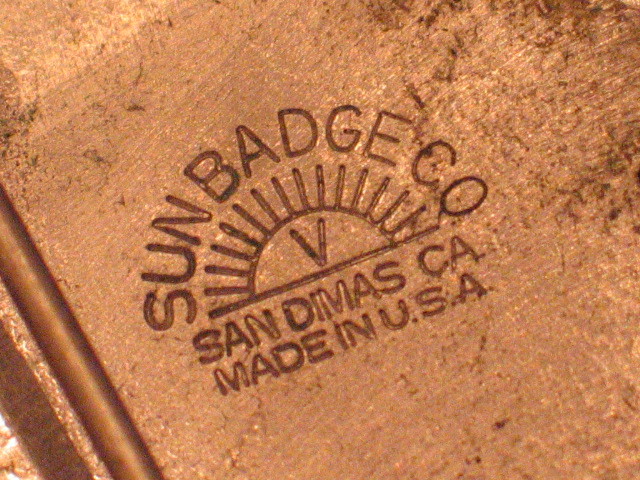 SUN BADGE CO
V
SAN DIMAS CA
MADE IN U.S.A.